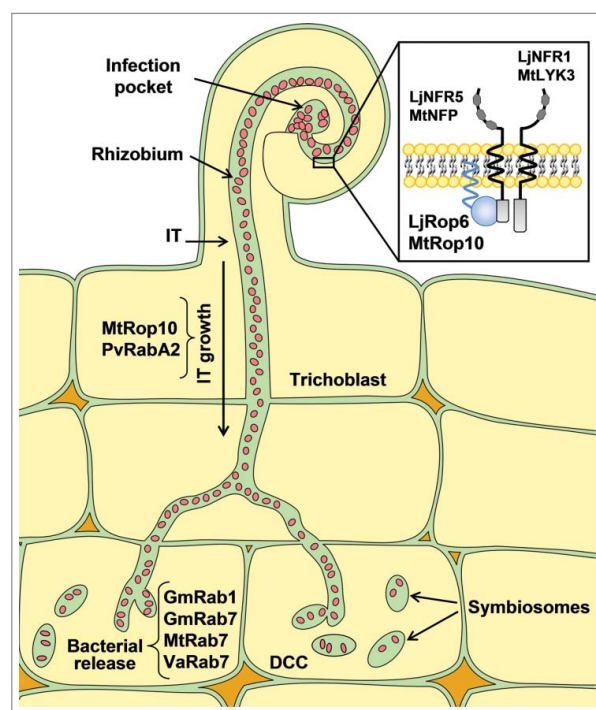 Infection
pocket
LjNFR1
MtLYK3
LjNFR5
MtNFP
Rhizobium
LjRop6
MtRop10
IT
MtRop10
PvRabA2
IT growth
Trichoblast
GmRab1
GmRab7
MtRab7
VaRab7
Bacterial
release
Symbiosomes
DCC